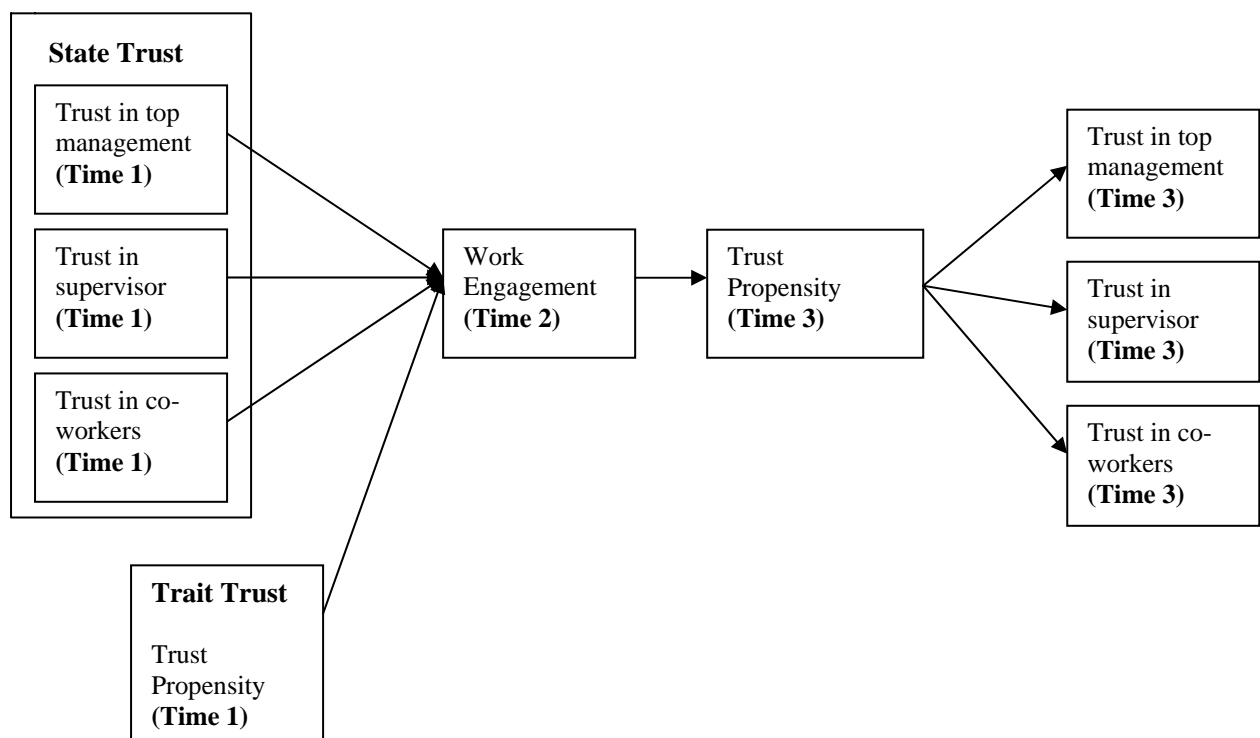 State Trust
Trust in top
management
(Time 1)
Trust in
supervisor
(Time 1)
Trust in co-
workers
(Time 1)
Trait Trust
Trust
Propensity
(Time 1)
Work
Engagement
(Time 2)
Trust
Propensity
(Time 3)
Trust in top
management
(Time 3)
Trust in
supervisor
(Time 3)
Trust in co-
workers
(Time 3)